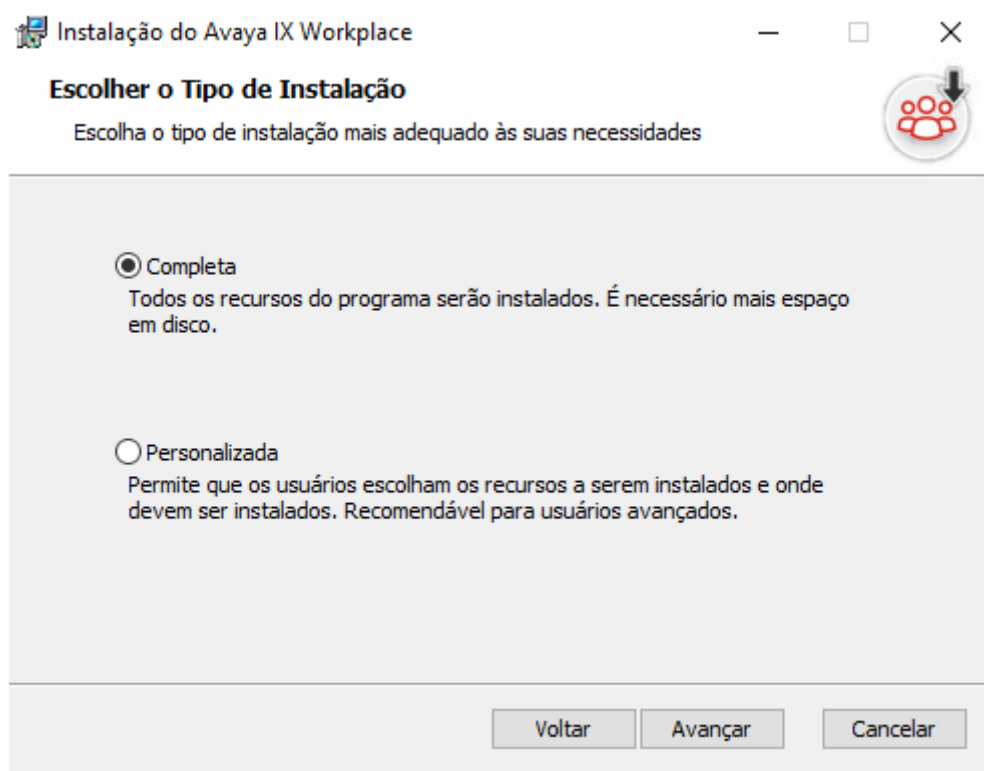 Instalação do Avaya IX Workplace
Escolher o Tipo de Instalação
Escolha o tipo de instalação mais adequado às suas necessidades
Completa
Todos os recursos do programa serão instalados. É necessário mais espaço
em disco.
Personalizada
Permite que os usuários escolham os recursos a serem instalados e onde
devem ser instalados. Recomendável para usuários avançados.
Voltar
Avançar
Cancelar